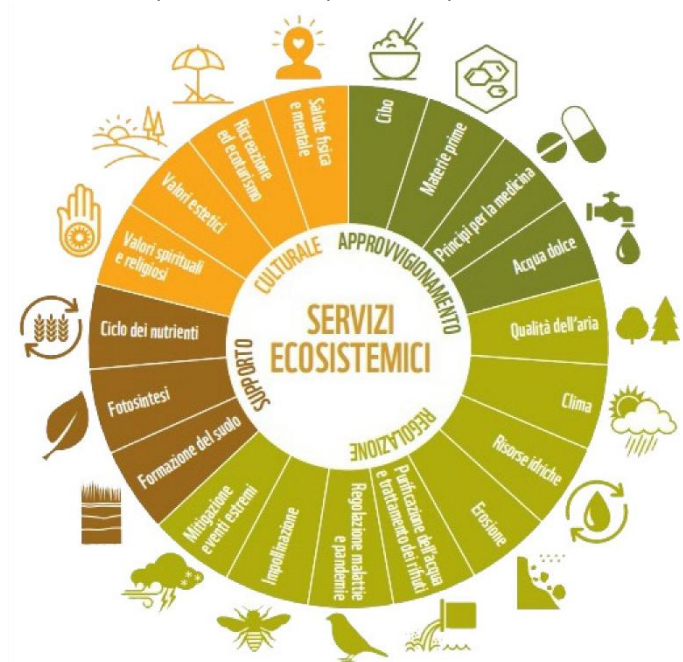 SERVIZI
ECOSISTEMICI
APPROVVIGIONAMENTO
Cibo
Materie prime
Principi per la medicina
Acqua dolce
REGOLAZIONE
Qualità dell'aria
Clima
Risorse idriche
Erosione
Purificazione dell'acqua
e trattamento dei rifiuti
Regolazione malattie
e pandemie
Impollinazione
Mitigazione
eventi estremi
SUPPORTO
Formazione del suolo
Fotosintesi
Ciclo dei nutrienti
CULTURALE
Valori spirituali
e religiosi
Valori estetici
Ricreazione
ed ecoturismo
Salute fisica
e mentale